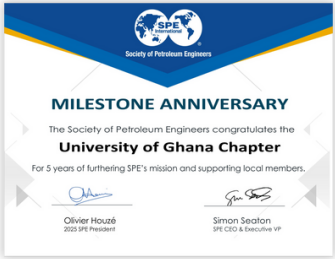 SPE
International
Society of Petroleum Engineers
MILESTONE ANNIVERSARY
The Society of Petroleum Engineers congratulates the
University of Ghana Chapter
For 5 years of furthering SPE's mission and supporting local members.
Olivier Houzé
2025 SPE President
Simon Seaton
SPE CEO & Executive VP